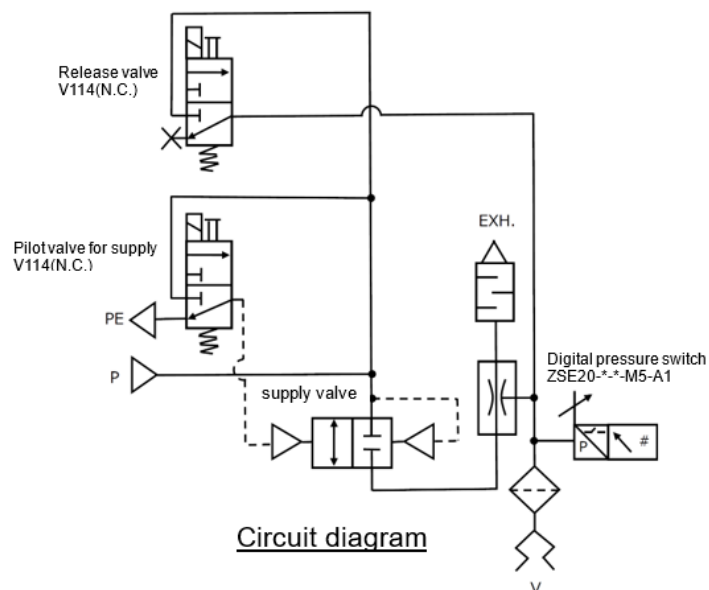 Release valve
V114(N.C.)
EXH.
Pilot valve for supply
V114(N.C.)
PE
Digital pressure switch
ZSE20-*-*-M5-A1
P
supply valve
P
#
Circuit diagram
V